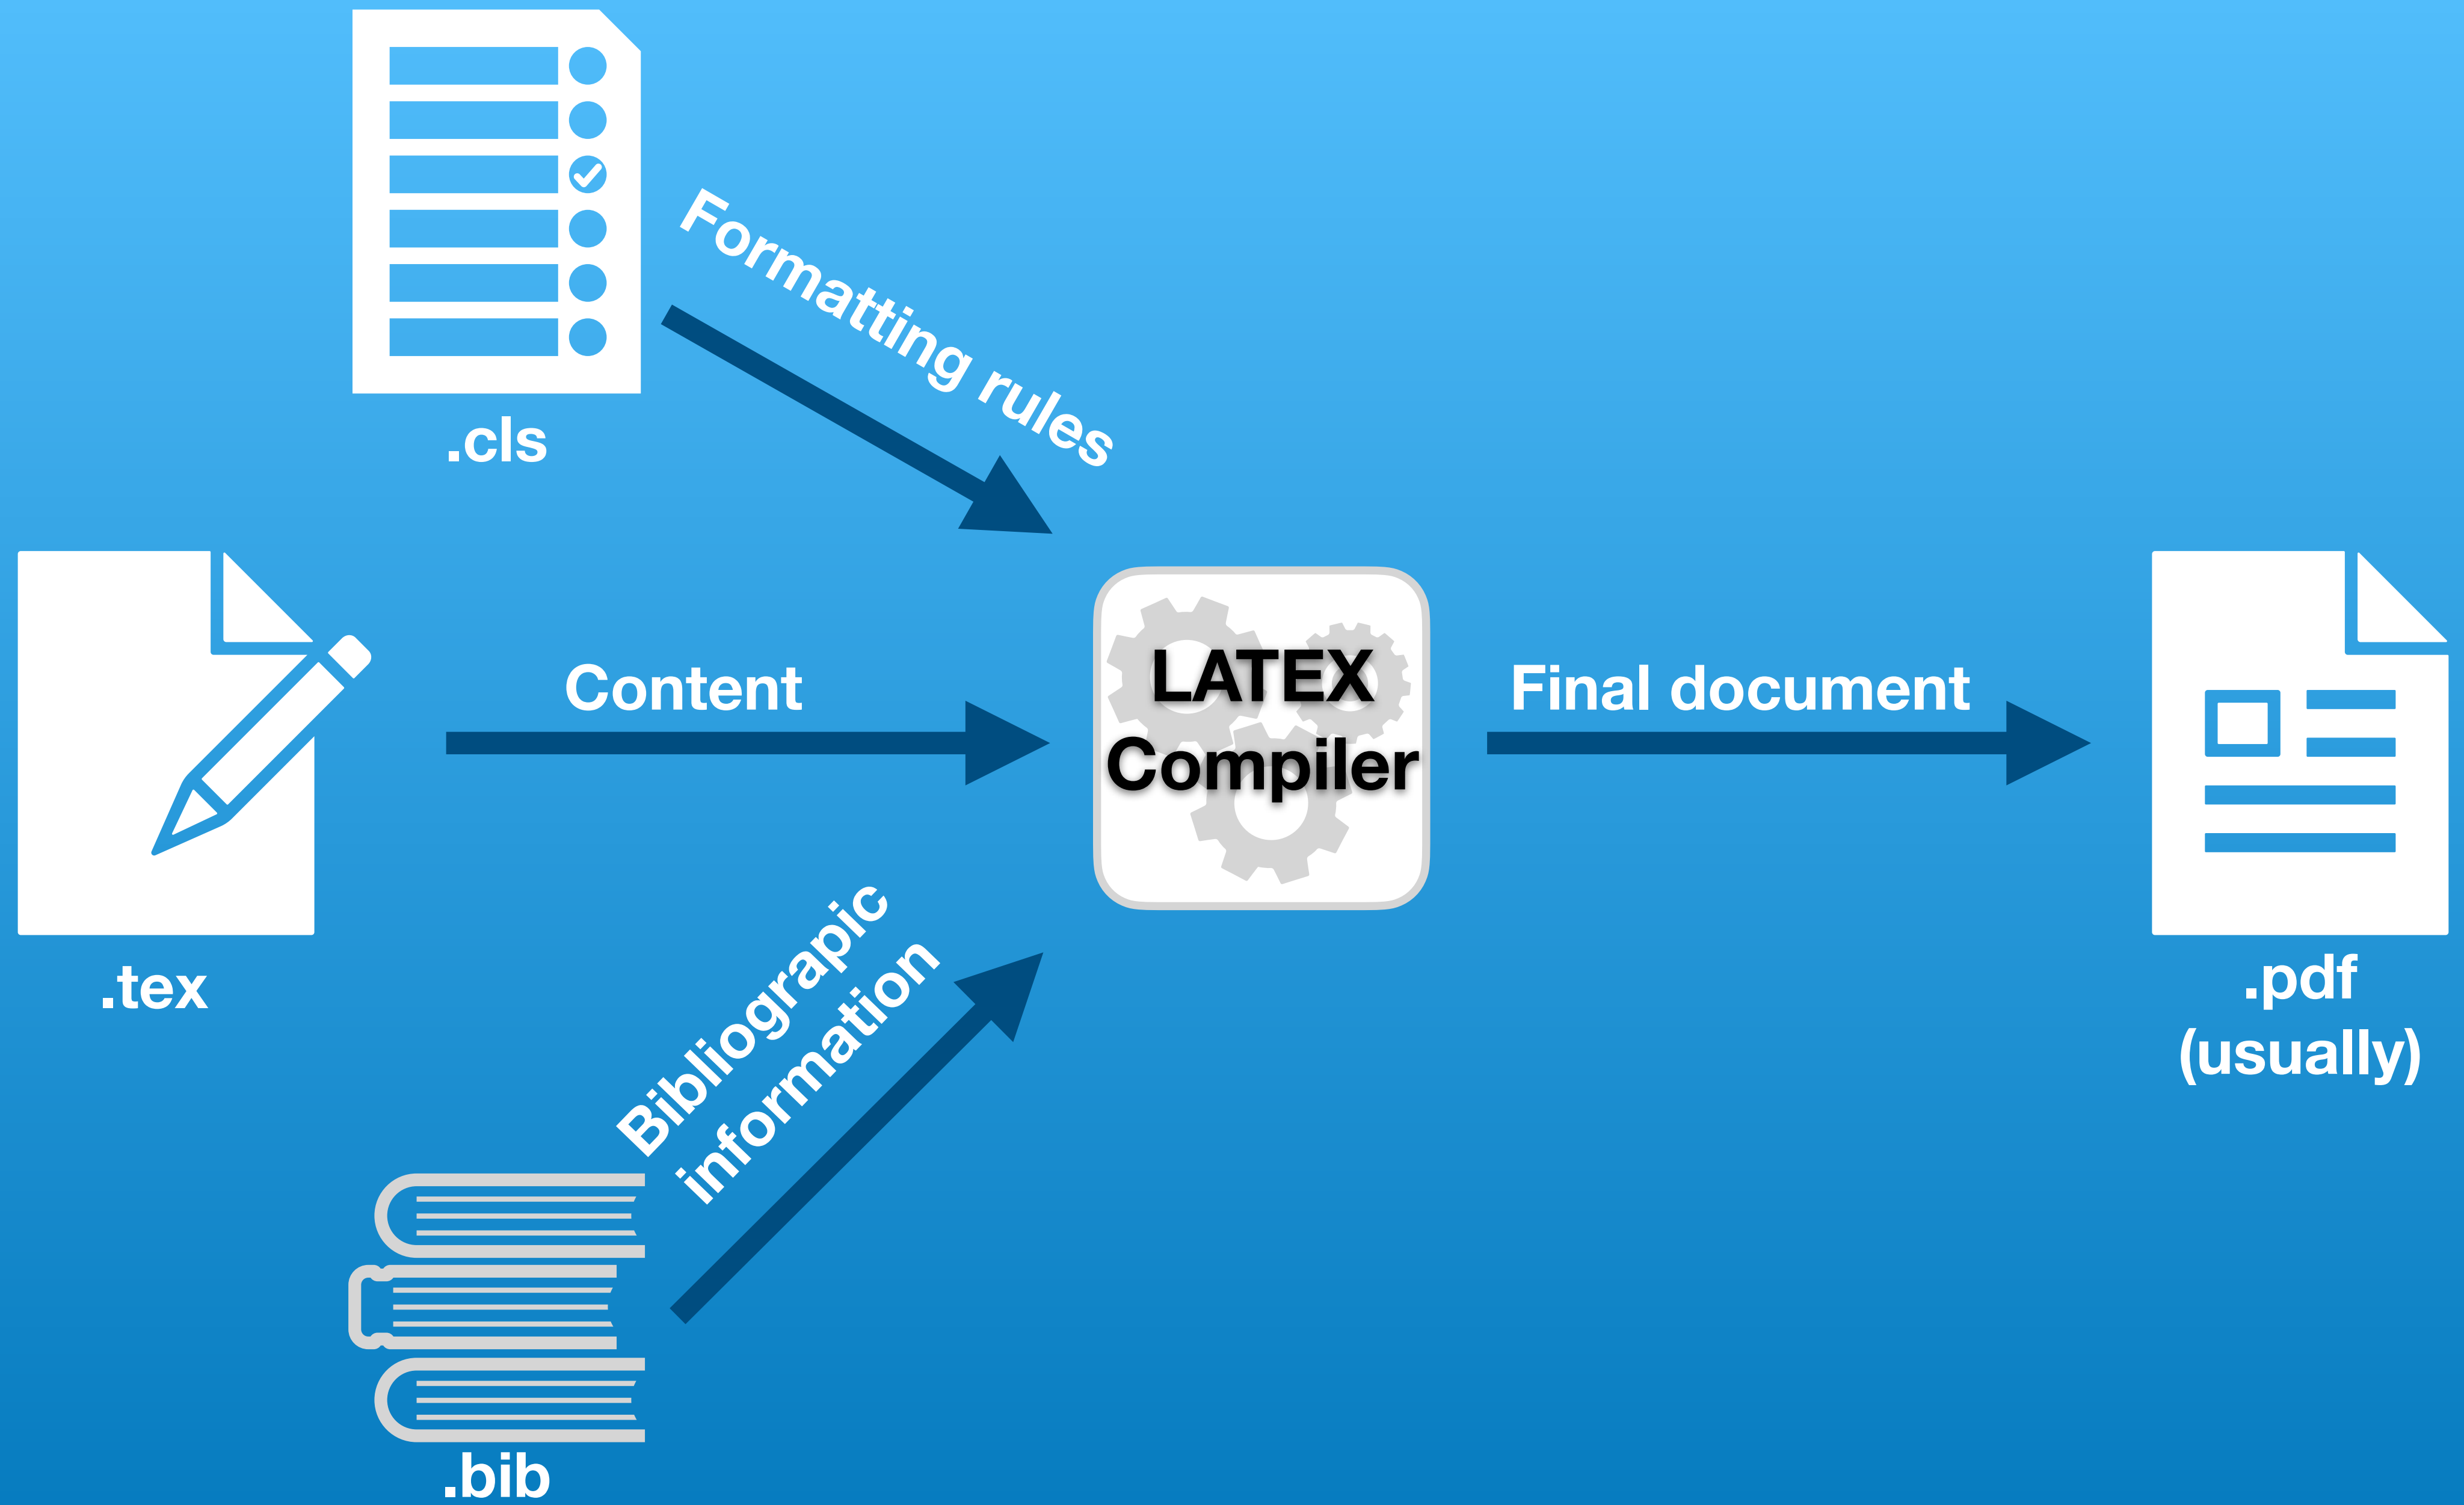 .cls
Formatting rules
.tex
Content
LATEX
Compiler
Final document
.pdf
(usually)
Bibliograpic
information
.bib